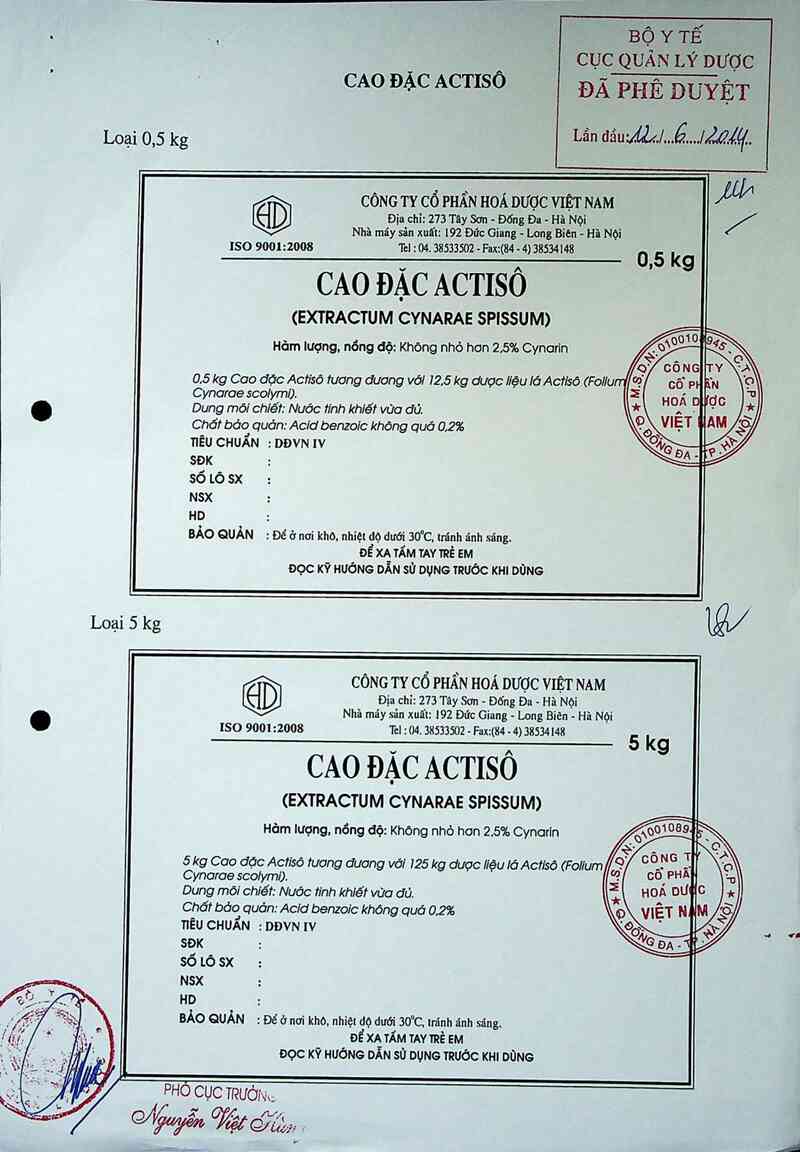 BỘ Y TẾ
CỤC QUẢN LÝ DƯỢC
ĐÃ PHÊ DUYỆT
Lần đầu: 12/ 6 / 2014
CAO ĐẶC ACTISÔ
Loại 0,5 kg
CÔNG TY CỔ PHẦN HOÁ DƯỢC VIỆT NAM
Địa chỉ: 273 Tây Sơn - Đống Đa - Hà Nội
Nhà máy sản xuất: 192 Đức Giang - Long Biên - Hà Nội
HD
ISO 9001:2008
Tel : 04. 38533502 - Fax:(84 - 4) 38534148
0,5 kg
CAO ĐẶC ACTISÔ
(EXTRACTUM CYNARAE SPISSUM)
Hàm lượng, nồng độ: Không nhỏ hơn 2,5% Cynarin
0,5 kg Cao đặc Actisô tương đương với 12,5 kg dược liệu lá Actisô (Folium
Cynarae scolymi).
Dung môi chiết: Nước tinh khiết vừa đủ.
Chất bảo quản: Acid benzoic không quá 0,2%
TIÊU CHUẨN : DĐVN IV
SĐK :
SỐ LÔ SX :
NSX :
HD :
BẢO QUẢN : Để ở nơi khô, nhiệt độ dưới 30°C, tránh ánh sáng.
ĐỂ XA TẦM TAY TRẺ EM
ĐỌC KỸ HƯỚNG DẪN SỬ DỤNG TRƯỚC KHI DÙNG
M.S.D.N: 0100108945 - C.T.C.P
CÔNG TY
CỔ PHẦN
HOÁ DƯỢC
VIỆT NAM
Q. ĐỐNG ĐA - TP. HÀ NỘI
Loại 5 kg
CÔNG TY CỔ PHẦN HOÁ DƯỢC VIỆT NAM
Địa chỉ: 273 Tây Sơn - Đống Đa - Hà Nội
Nhà máy sản xuất: 192 Đức Giang - Long Biên - Hà Nội
HD
ISO 9001:2008
Tel : 04. 38533502 - Fax:(84 - 4) 38534148
5 kg
CAO ĐẶC ACTISÔ
(EXTRACTUM CYNARAE SPISSUM)
Hàm lượng, nồng độ: Không nhỏ hơn 2,5% Cynarin
5 kg Cao đặc Actisô tương đương với 125 kg dược liệu lá Actisô (Folium
Cynarae scolymi).
Dung môi chiết: Nước tinh khiết vừa đủ.
Chất bảo quản: Acid benzoic không quá 0,2%
TIÊU CHUẨN : DĐVN IV
SĐK :
SỐ LÔ SX :
NSX :
HD :
BẢO QUẢN : Để ở nơi khô, nhiệt độ dưới 30°C, tránh ánh sáng.
ĐỂ XA TẦM TAY TRẺ EM
ĐỌC KỸ HƯỚNG DẪN SỬ DỤNG TRƯỚC KHI DÙNG
M.S.D.N: 0100108945 - C.T.C.P
CÔNG TY
CỔ PHẦN
HOÁ DƯỢC
VIỆT NAM
Q. ĐỐNG ĐA - TP. HÀ NỘI
BỘ Y TẾ
PHÓ CỤC TRƯỞNG
Nguyễn Việt Hùng